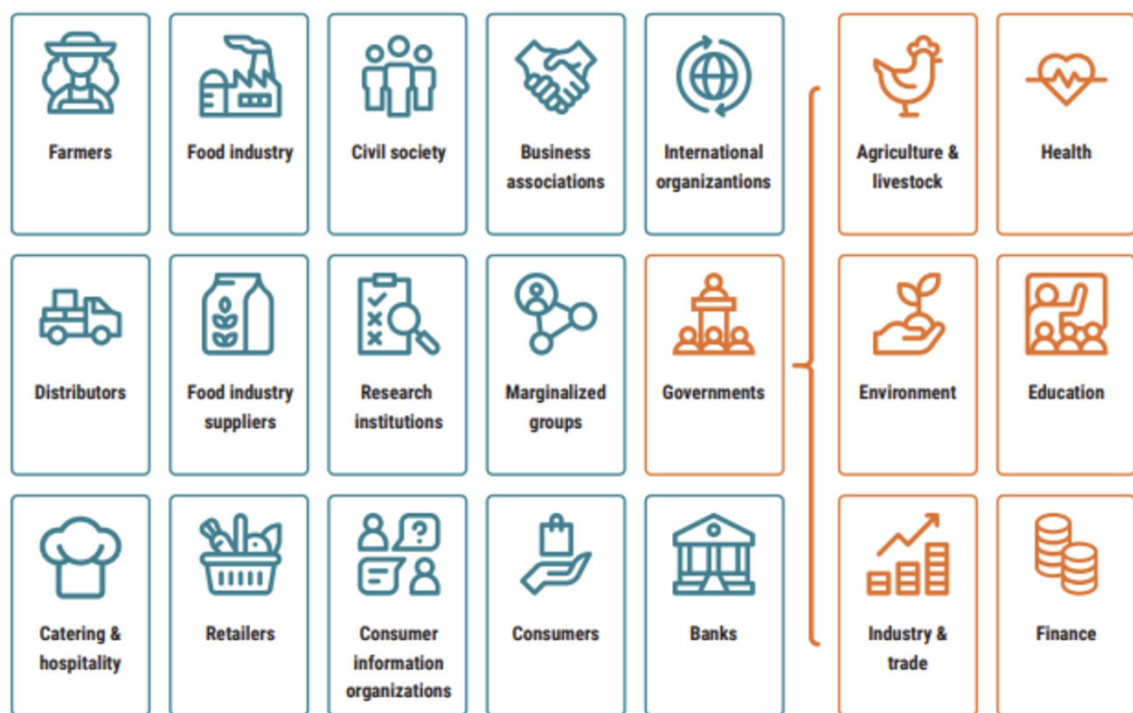 Farmers
Food industry
Civil society
Business
associations
International
organizantions
Agriculture &
livestock
Health
Distributors
Food industry
suppliers
Research
institutions
Marginalized
groups
Governments
Environment
Education
Catering &
hospitality
Retailers
Consumer
information
organizations
Consumers
Banks
Industry &
trade
Finance